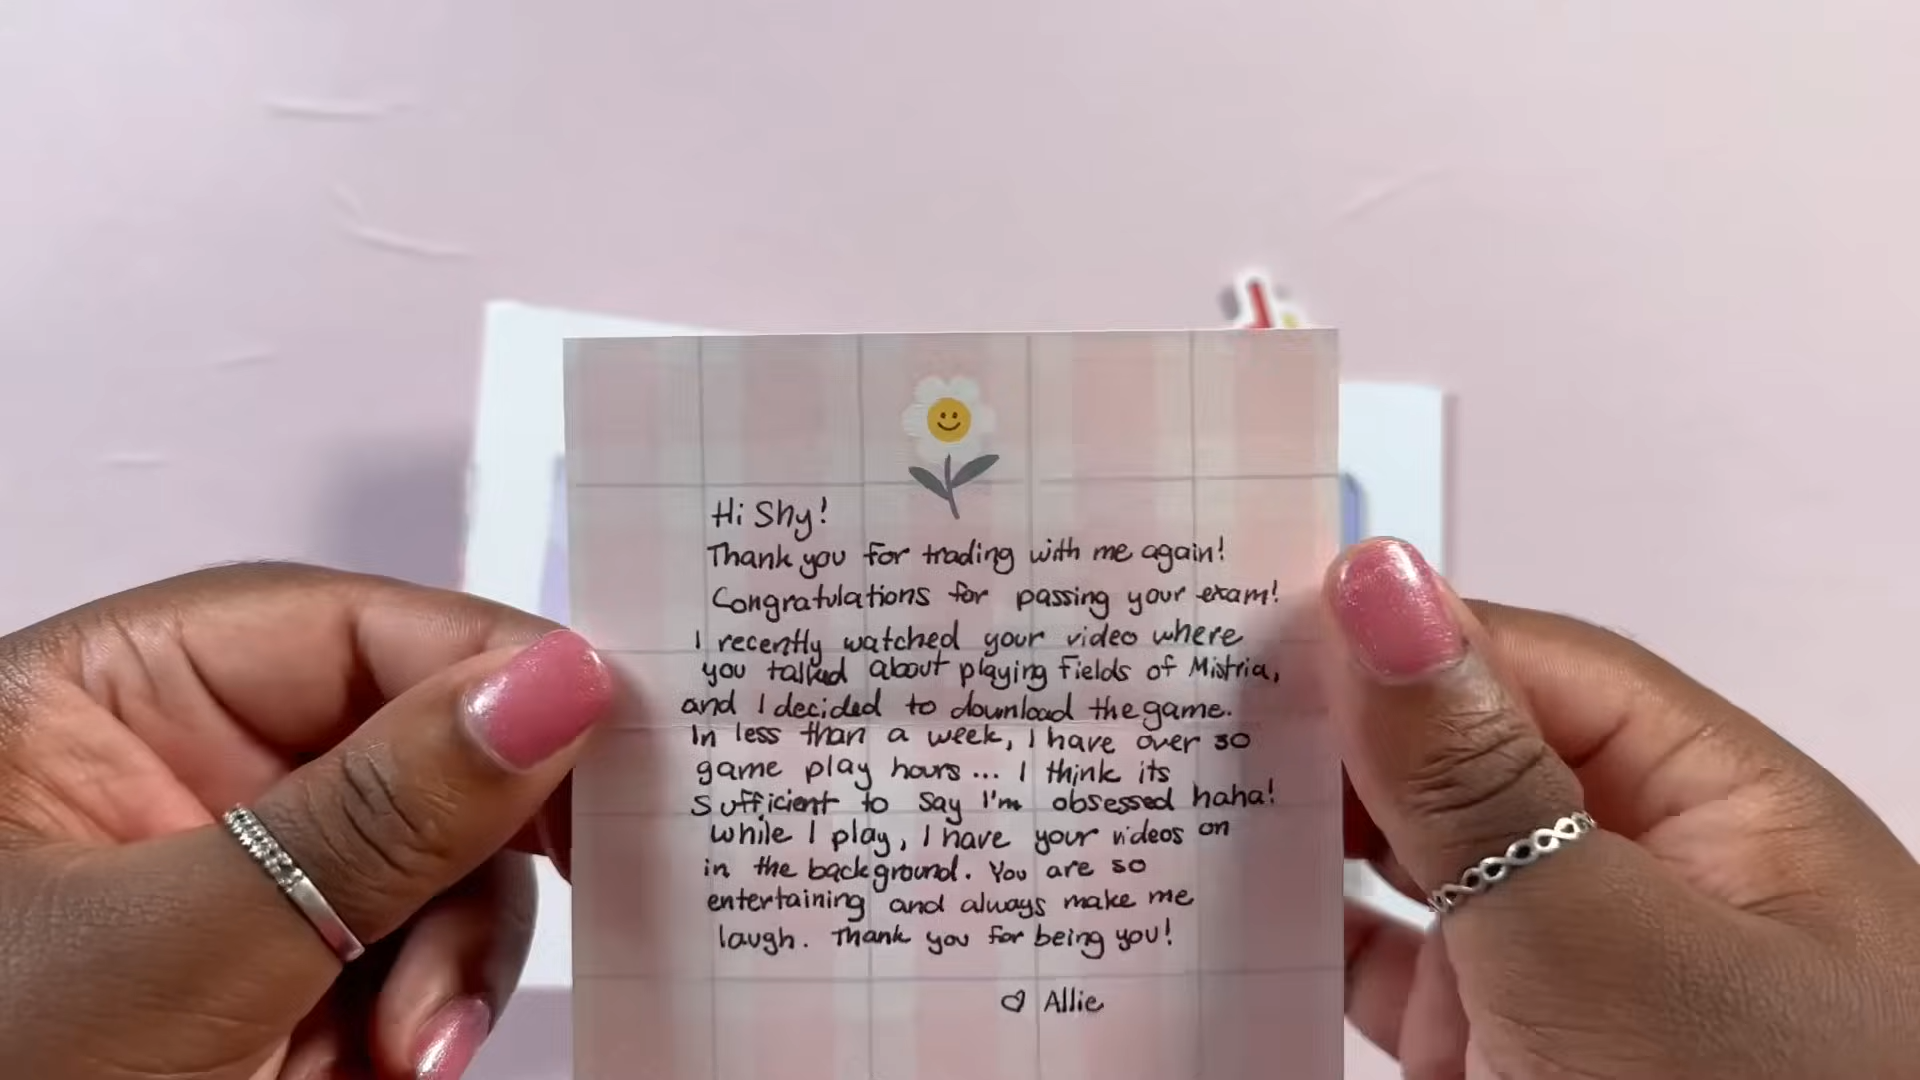 Hi Shy!
Thank you for trading with me again!
Congratulations for passing your exam!
I recently watched your video where
you talked about playing Fields of Mistria,
and I decided to download the game.
In less than a week, I have over 30
game play hours... I think its
sufficient to say I'm obsessed haha!
While I play, I have your videos on
in the background. You are so
entertaining and always make me
laugh. Thank you for being you!
♡ Allie